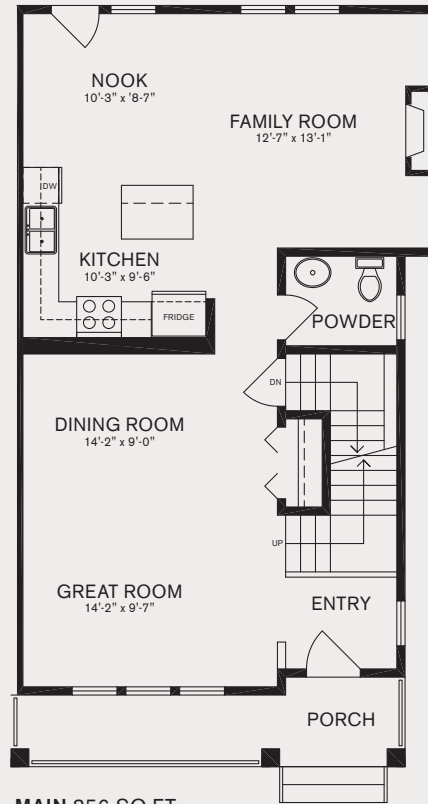 NOOK
10'-3" x '8-7"
FAMILY ROOM
12'-7" x 13'-1"
DW
KITCHEN
10'-3" x 9'-6"
FRIDGE
POWDER
DN
DINING ROOM
14'-2" x 9'-0"
UP
GREAT ROOM
14'-2" x 9'-7"
ENTRY
PORCH